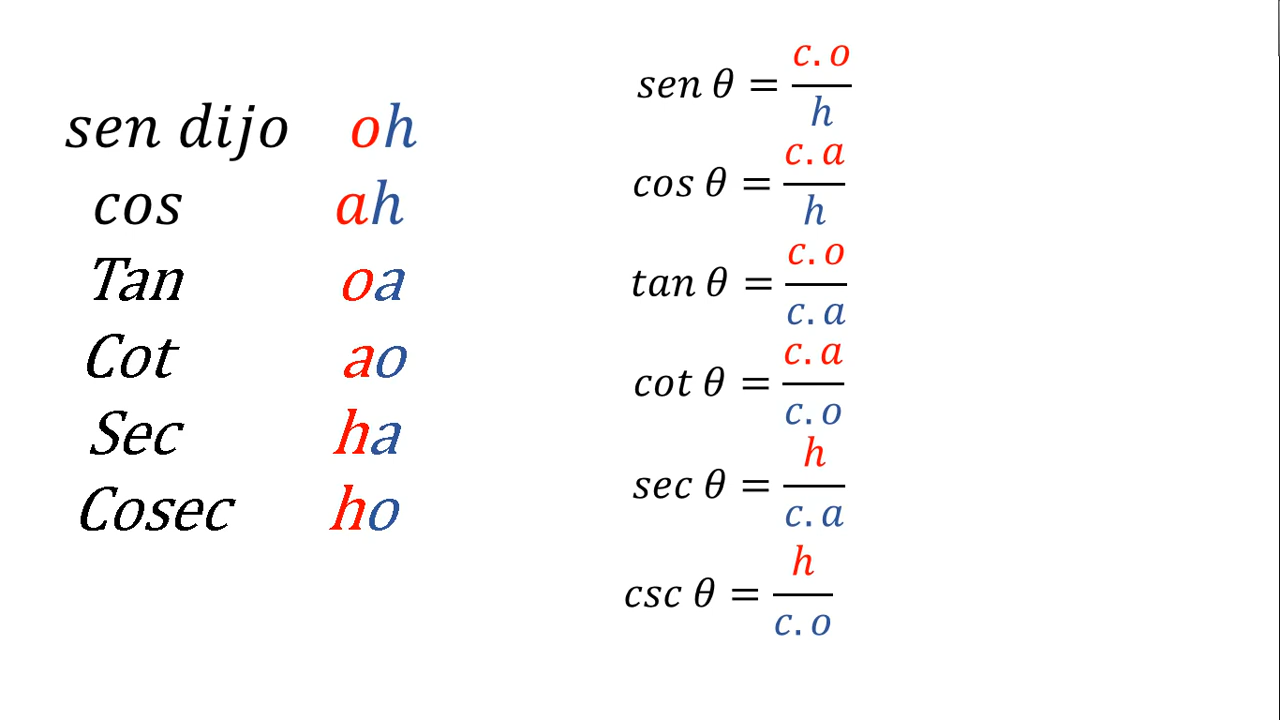 sen dijo oh
cos ah
Tan oa
Cot ao
Sec ha
Cosec ho
sen θ = c.o/h
cos θ = c.a/h
tan θ = c.o/c.a
cot θ = c.a/c.o
sec θ = h/c.a
csc θ = h/c.o